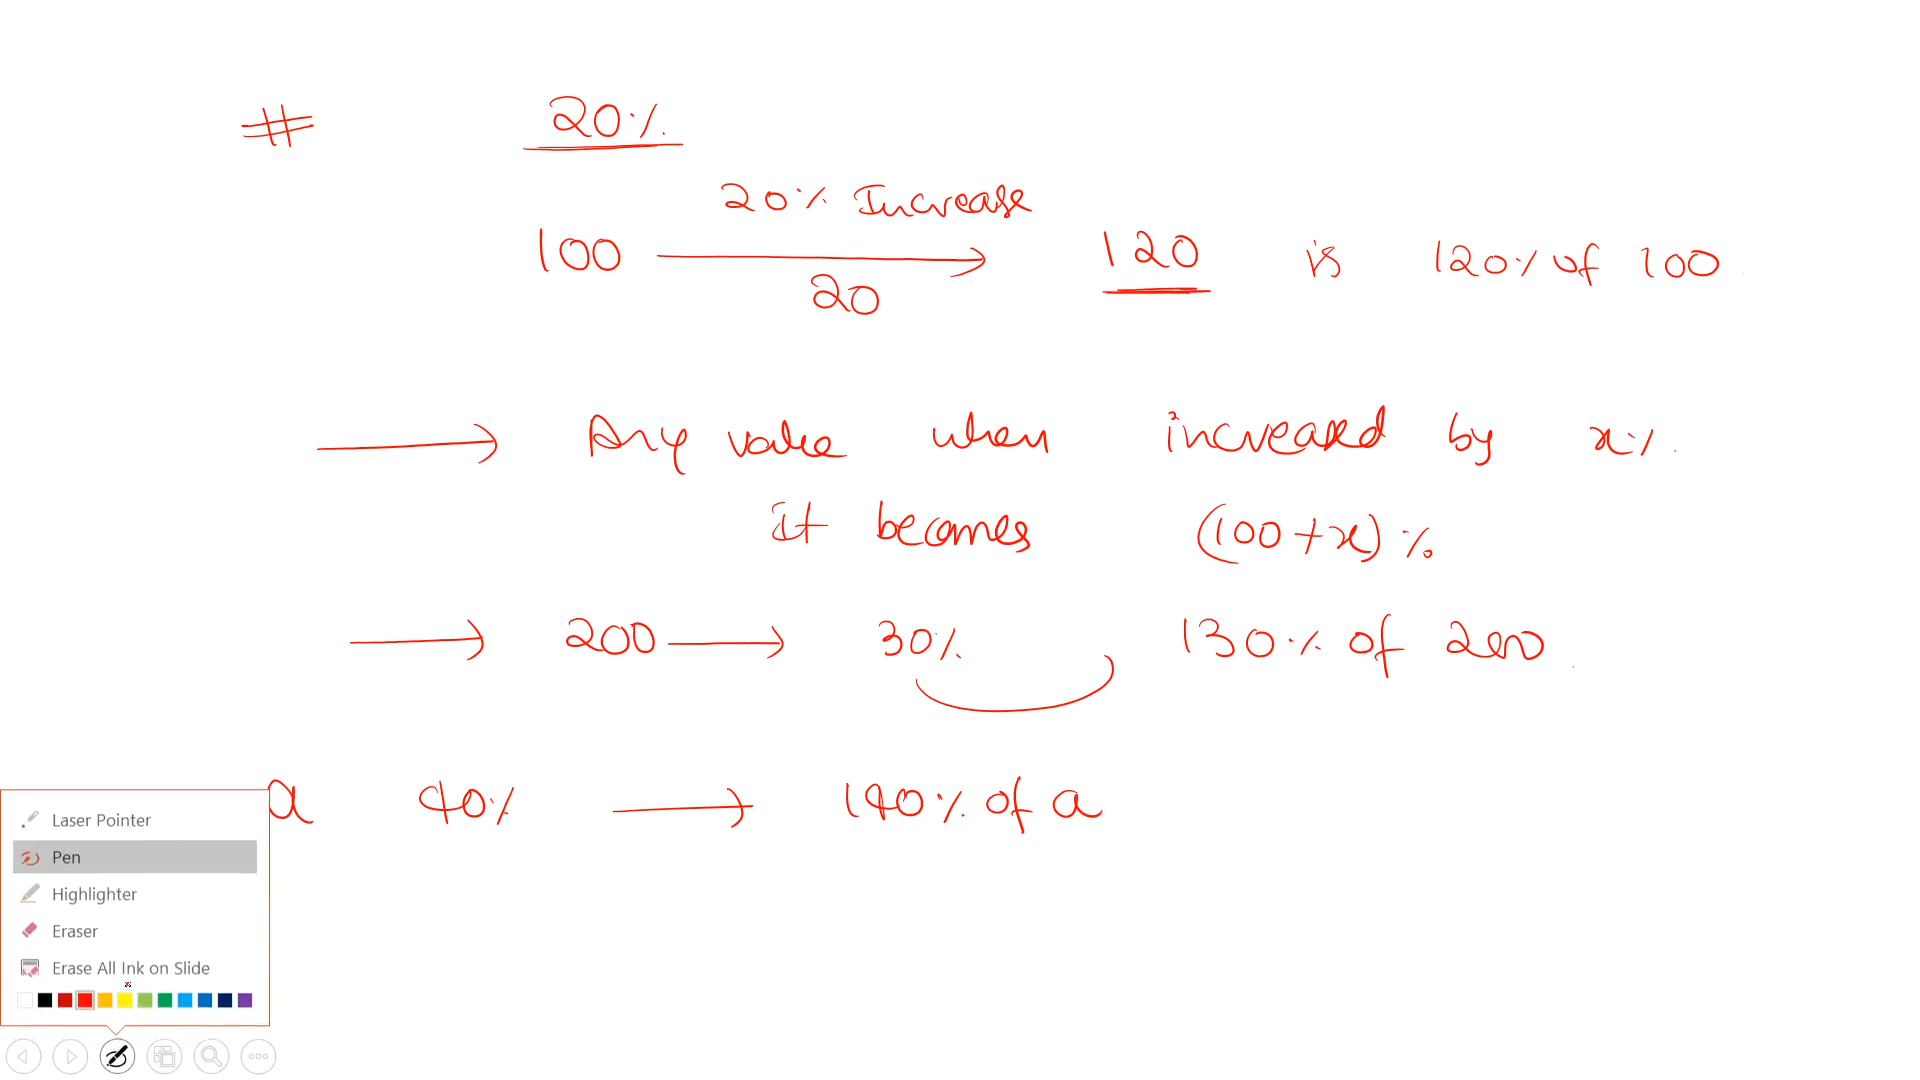 # 20%
20% Increase
100 → 120 is 120% of 100
20
→ Any value when increased by x%.
it becomes (100+x)%
→ 200 → 30% 130% of 200
a 40% → 140% of a
Laser Pointer
Pen
Highlighter
Eraser
Erase All Ink on Slide